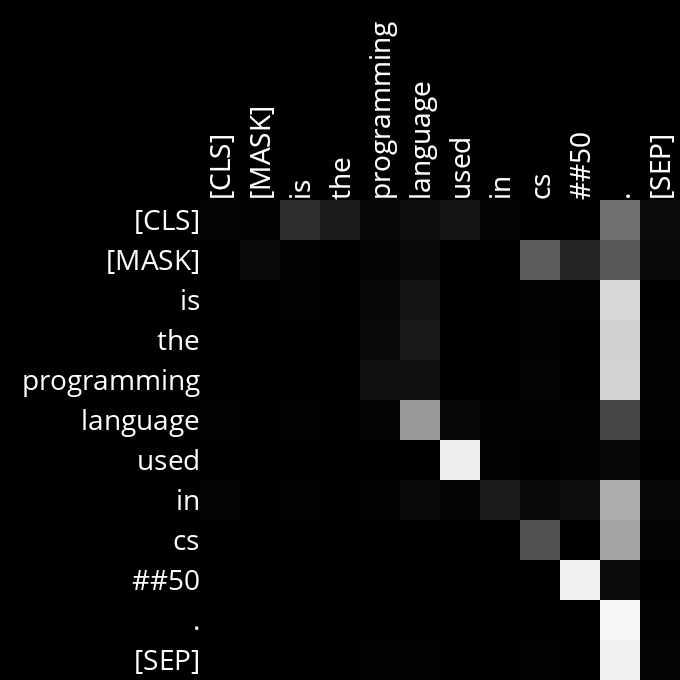 [CLS]
[MASK]
is
the
programming
language
used
in
cs
##50
.
[SEP]
[CLS]
[MASK]
is
the
programming
language
used
in
cs
##50
.
[SEP]